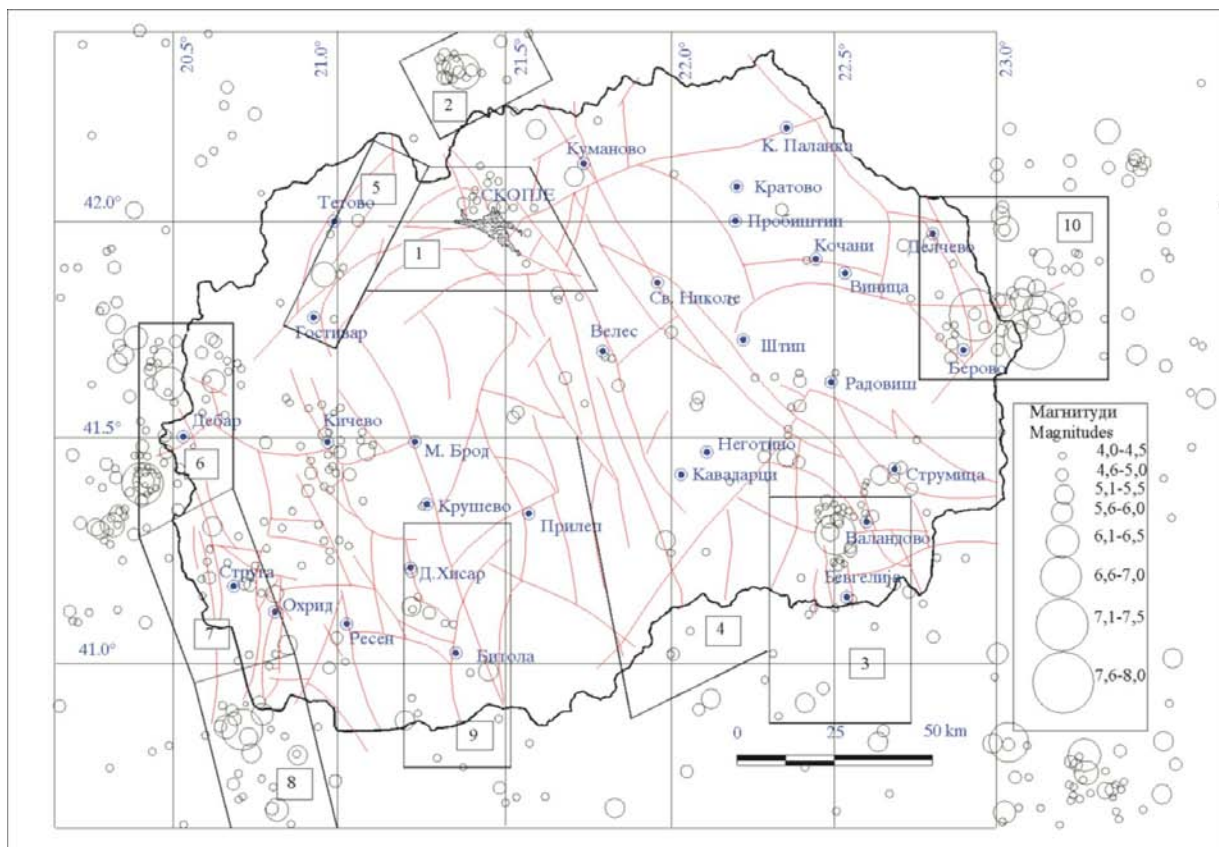 20.5°
21.0°
21.5°
22.0°
22.5°
23.0°
2
К. Паланка
Куманово
Кратово
5
СКОПЈЕ
Тетово
42.0°
Пробиштип
10
Делчево
Кочани
1
Виница
Св. Николе
Гостивар
Штип
Велес
Берово
Радовиш
Дебар
Кичево
41.5°
М. Брод
Неготино
6
Кавадарци
Струмица
Крушево
Прилеп
Валандово
Д.Хисар
Струга
Гевгелија
Охрид
7
Ресен
4
41.0°
Битола
3
9
8
0 25 50 km
Магнитуди
Magnitudes
4,0-4,5
4,6-5,0
5,1-5,5
5,6-6,0
6,1-6,5
6,6-7,0
7,1-7,5
7,6-8,0